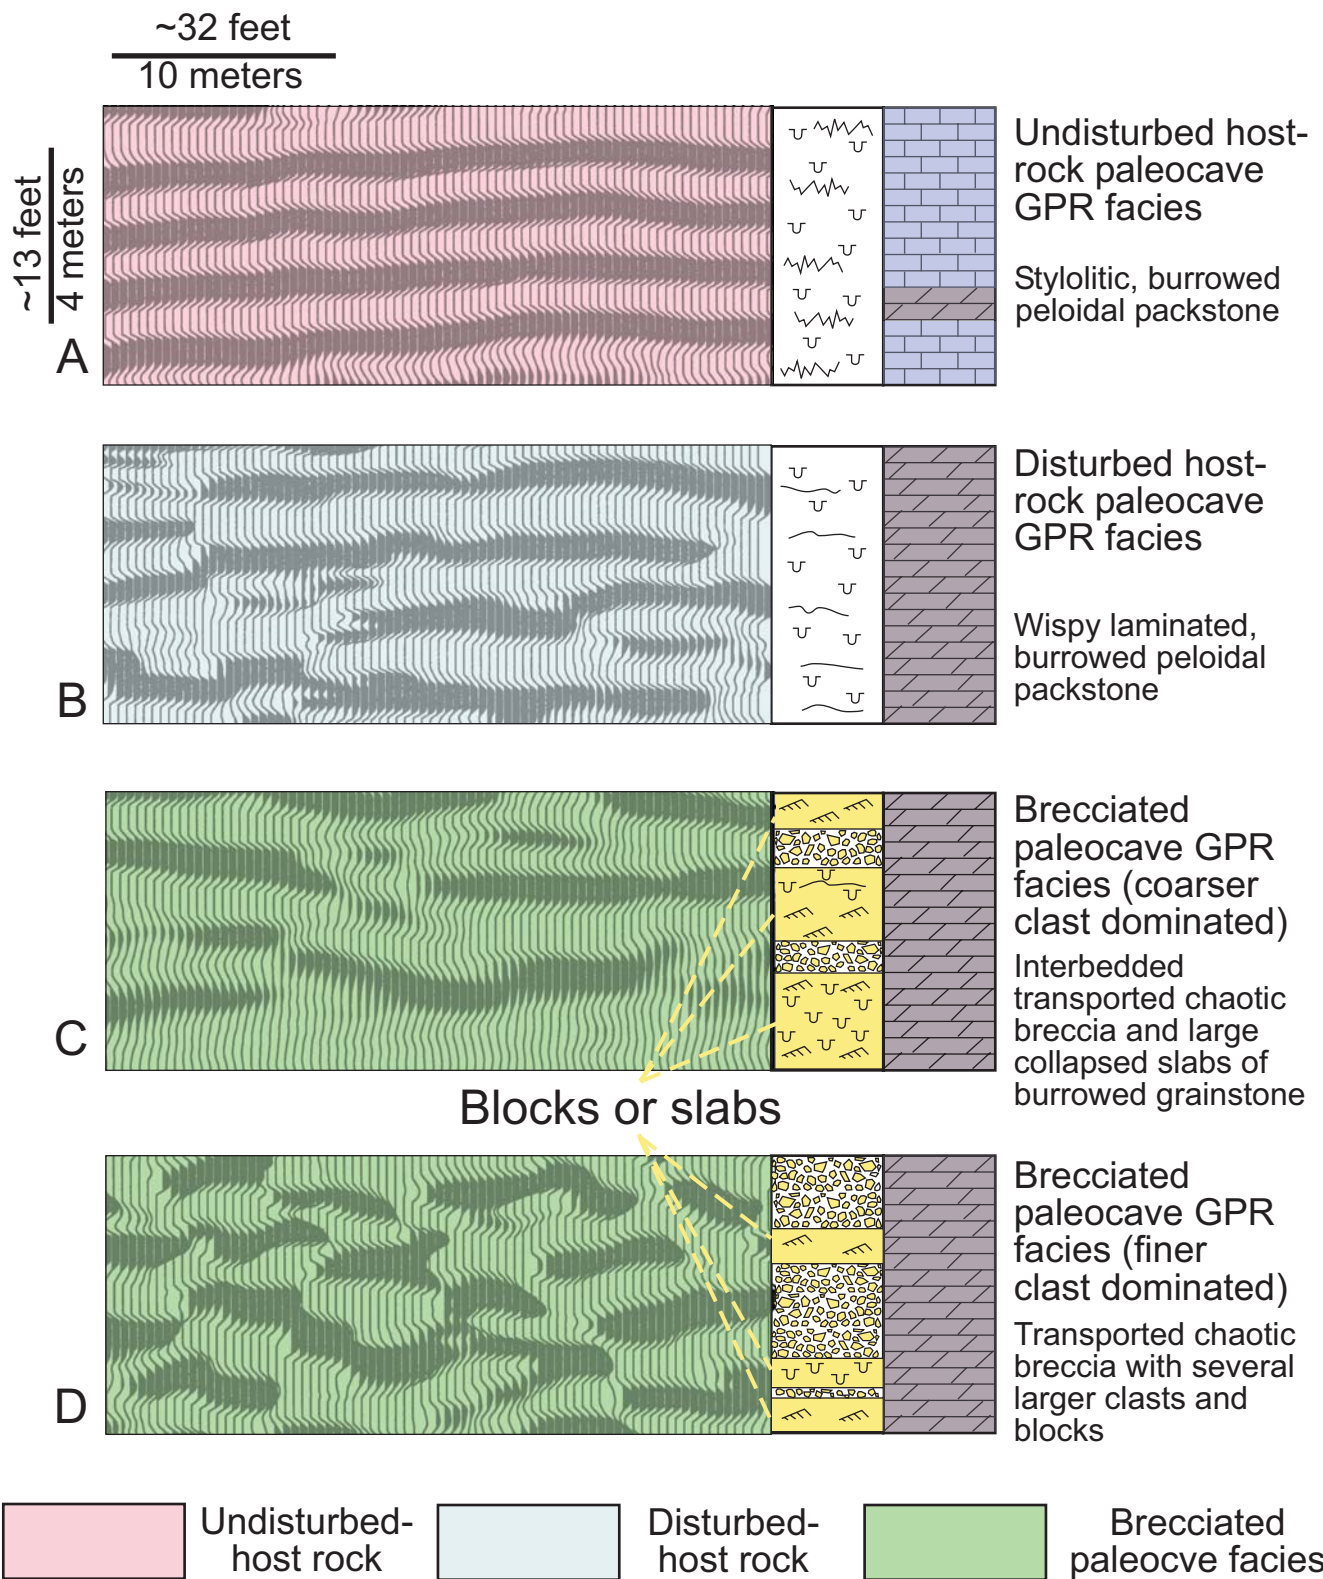 ~32 feet
10 meters
~13 feet
4 meters
A
Undisturbed host-
rock paleocave
GPR facies
Stylolitic, burrowed
peloidal packstone
B
Disturbed host-
rock paleocave
GPR facies
Wispy laminated,
burrowed peloidal
packstone
C
Brecciated
paleocave GPR
facies (coarser
clast dominated)
Interbedded
transported chaotic
breccia and large
collapsed slabs of
burrowed grainstone
Blocks or slabs
D
Brecciated
paleocave GPR
facies (finer
clast dominated)
Transported chaotic
breccia with several
larger clasts and
blocks
Undisturbed-
host rock
Disturbed-
host rock
Brecciated
paleocve facies